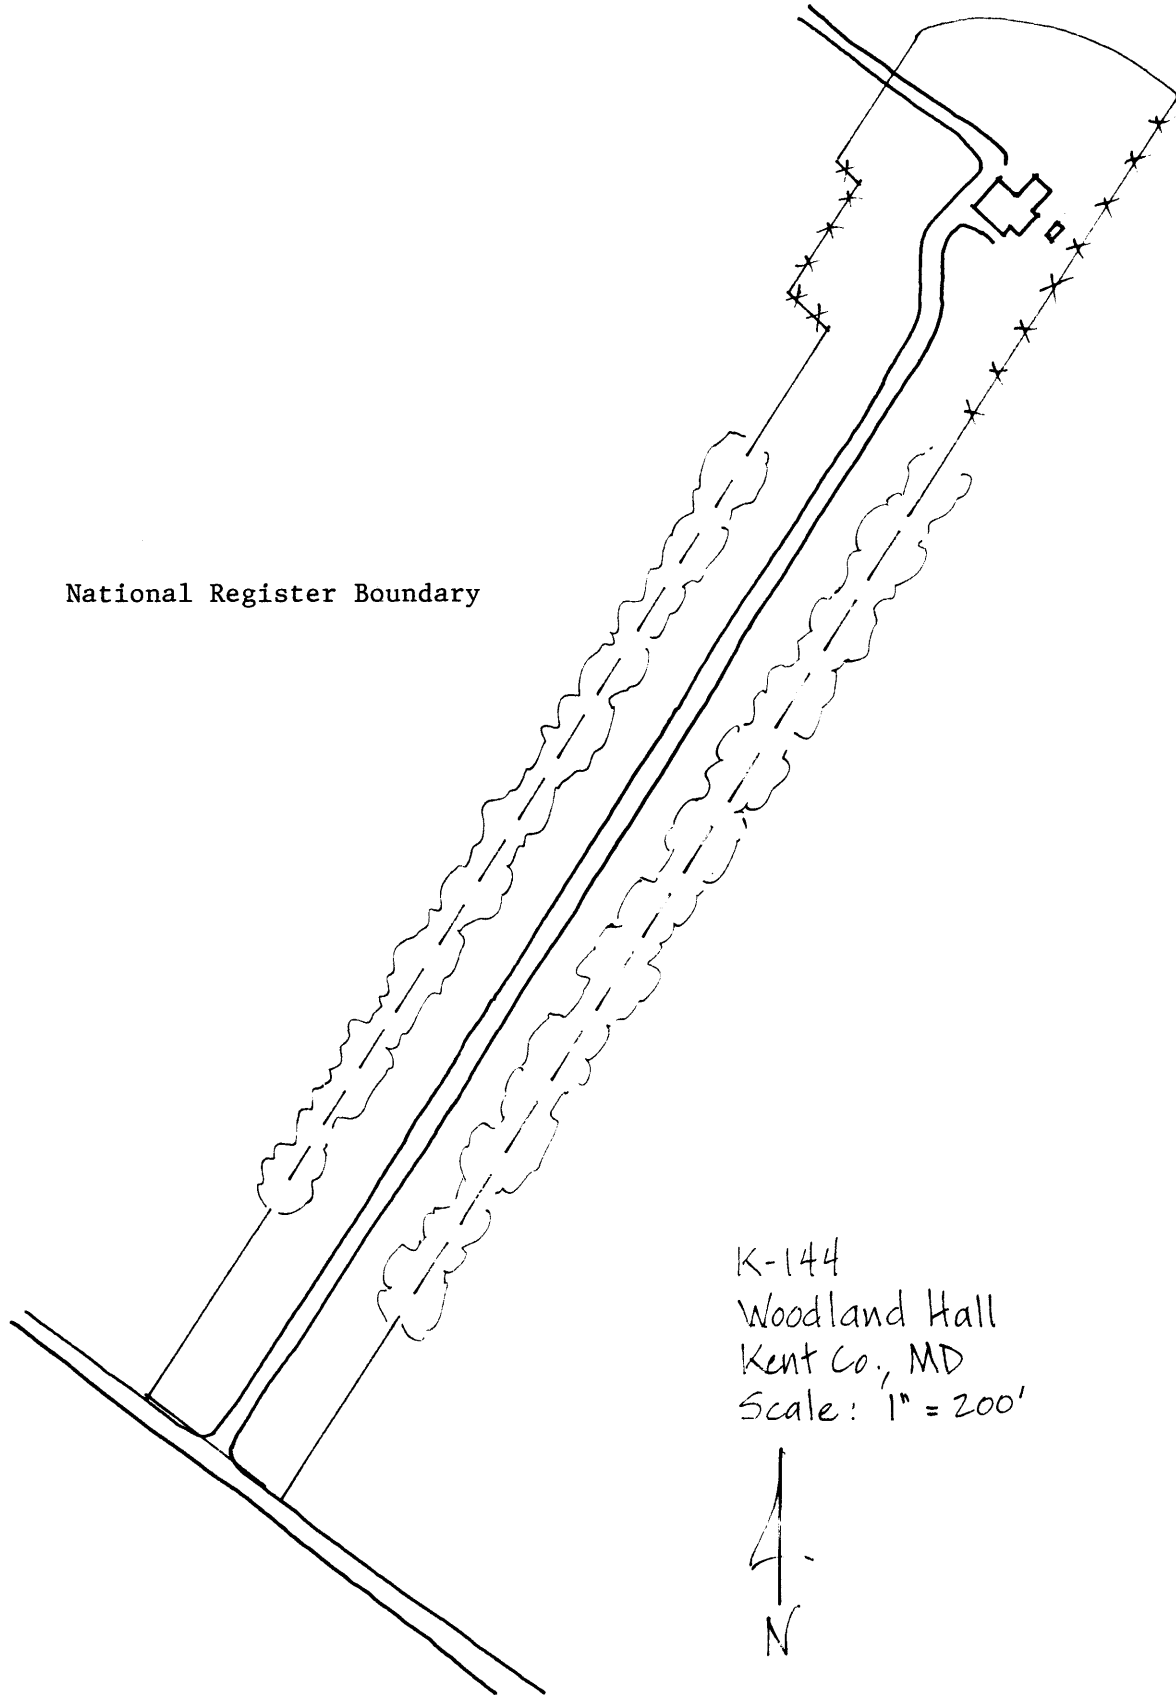 National Register Boundary
K-144
Woodland Hall
Kent Co., MD
Scale: 1" = 200'
N